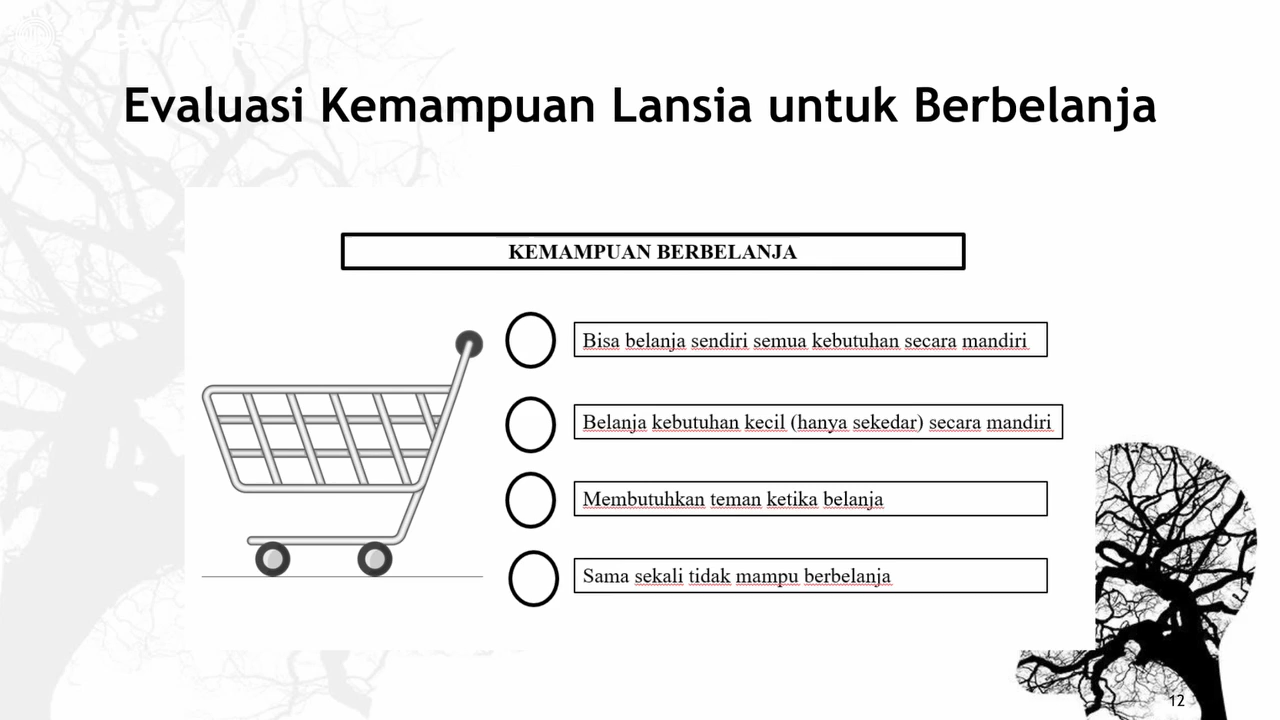 Evaluasi Kemampuan Lansia untuk Berbelanja
KEMAMPUAN BERBELANJA
Bisa belanja sendiri semua kebutuhan secara mandiri
Belanja kebutuhan kecil (hanya sekedar) secara mandiri
Membutuhkan teman ketika belanja
Sama sekali tidak mampu berbelanja
12